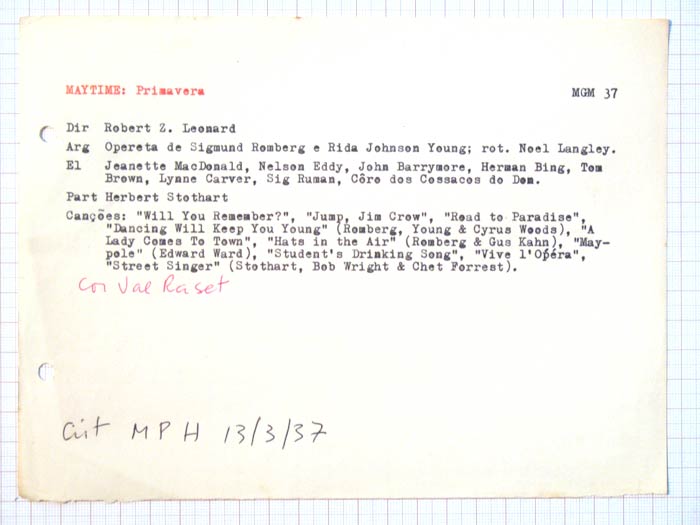 MAYTIME: Primavera
MGM 37
Dir Robert Z. Leonard
Arg Opereta de Sigmund Romberg e Rida Johnson Young; rot. Noel Langley.
El Jeanette MacDonald, Nelson Eddy, John Barrymore, Herman Bing, Tom
Brown, Lynne Carver, Sig Ruman, Côro dos Cossacos do Don.
Part Herbert Stothart
Canções: "Will You Remember?", "Jump, Jim Crow", "Road to Paradise",
"Dancing Will Keep You Young" (Romberg, Young & Cyrus Woods), "A
Lady Comes To Town", "Hats in the Air" (Romberg & Gus Kahn), "May-
pole" (Edward Ward), "Student's Drinking Song", "Vive l'Opéra",
"Street Singer" (Stothart, Bob Wright & Chet Forrest).
Cor Val Raset
Crit MPH 13/3/37